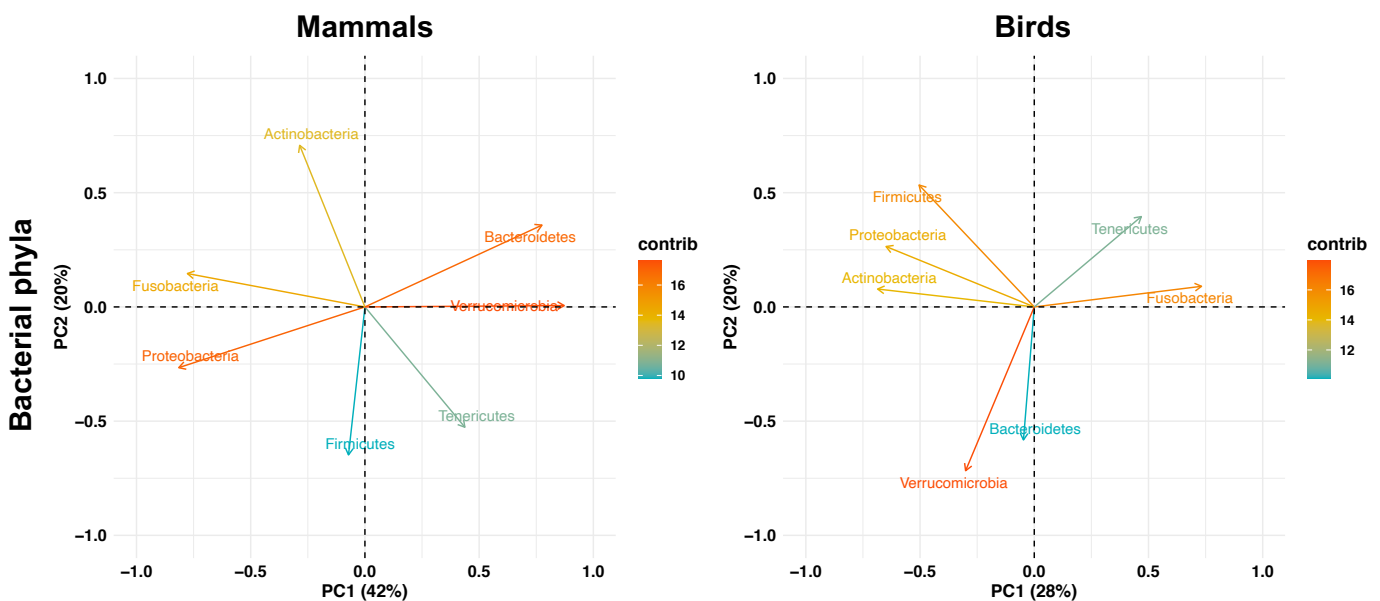 Mammals
Birds
Bacterial phyla
PC2 (20%)
1.0
0.5
0.0
−0.5
−1.0
Actinobacteria
Bacteroidetes
Fusobacteria
Verrucomicrobia
Proteobacteria
Tenericutes
Firmicutes
−1.0 −0.5 0.0 0.5 1.0
PC1 (42%)
contrib
16
14
12
10
PC2 (20%)
1.0
0.5
0.0
−0.5
−1.0
Firmicutes
Tenericutes
Proteobacteria
Actinobacteria
Fusobacteria
Bacteroidetes
Verrucomicrobia
−1.0 −0.5 0.0 0.5 1.0
PC1 (28%)
contrib
16
14
12